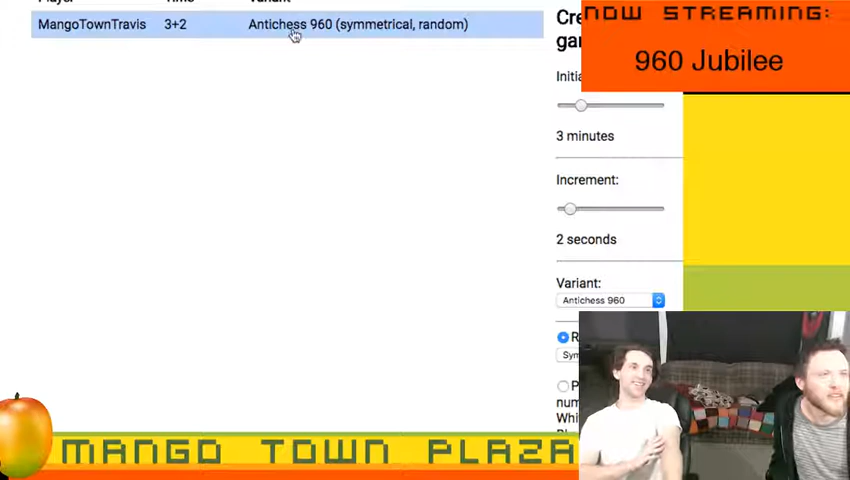 MangoTownTravis 3+2 Antichess 960 (symmetrical, random)
NOW STREAMING:
960 Jubilee
3 minutes
Increment:
2 seconds
Variant:
Antichess 960
MANGO TOWN PLAZA